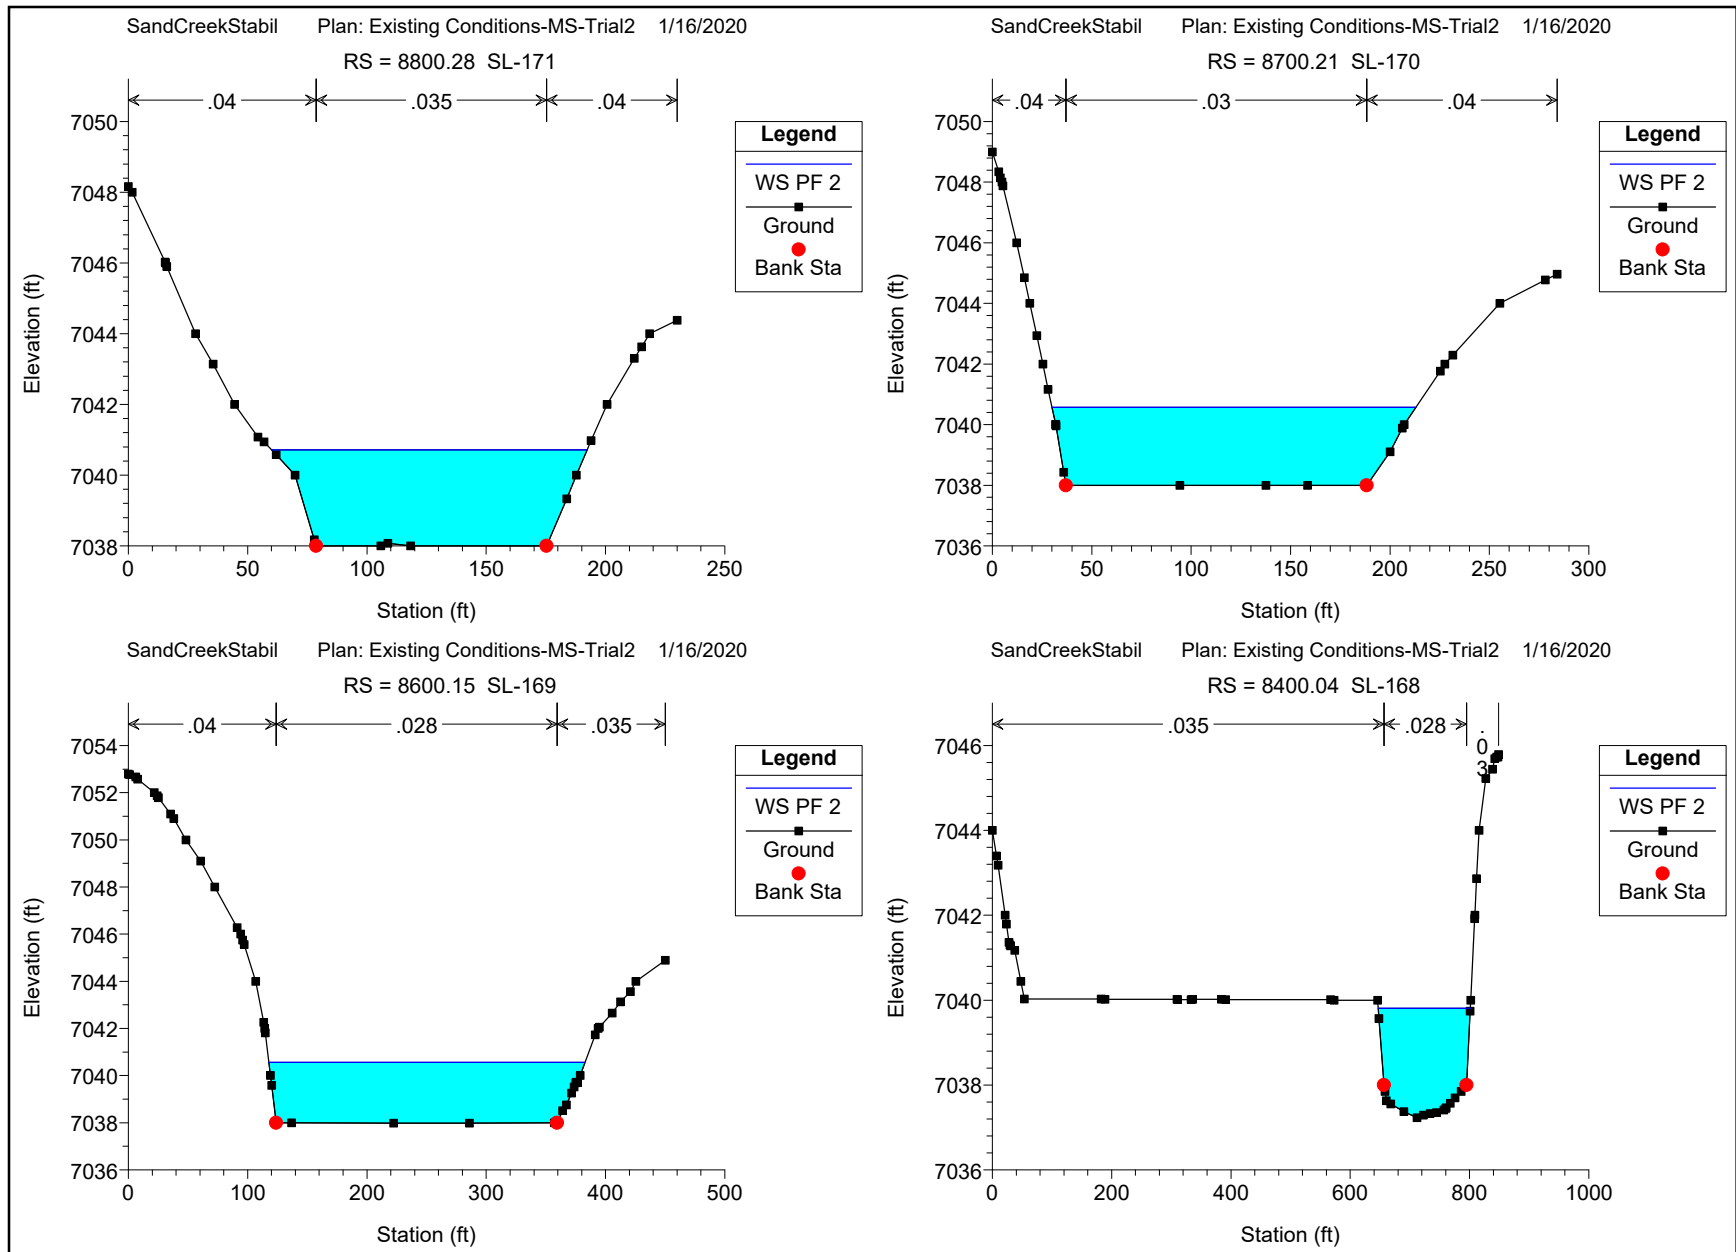 SandCreekStabil Plan: Existing Conditions-MS-Trial2 1/16/2020
RS = 8800.28 SL-171
.04 .035 .04
7050
7048
7046
7044
7042
7040
7038
Elevation (ft)
0 50 100 150 200 250
Station (ft)
Legend
WS PF 2
Ground
Bank Sta
SandCreekStabil Plan: Existing Conditions-MS-Trial2 1/16/2020
RS = 8700.21 SL-170
.04 .03 .04
7050
7048
7046
7044
7042
7040
7038
7036
Elevation (ft)
0 50 100 150 200 250 300
Station (ft)
Legend
WS PF 2
Ground
Bank Sta
SandCreekStabil Plan: Existing Conditions-MS-Trial2 1/16/2020
RS = 8600.15 SL-169
.04 .028 .035
7054
7052
7050
7048
7046
7044
7042
7040
7038
7036
Elevation (ft)
0 100 200 300 400 500
Station (ft)
Legend
WS PF 2
Ground
Bank Sta
SandCreekStabil Plan: Existing Conditions-MS-Trial2 1/16/2020
RS = 8400.04 SL-168
.035 .028 .03
7046
7044
7042
7040
7038
7036
Elevation (ft)
0 200 400 600 800 1000
Station (ft)
Legend
WS PF 2
Ground
Bank Sta